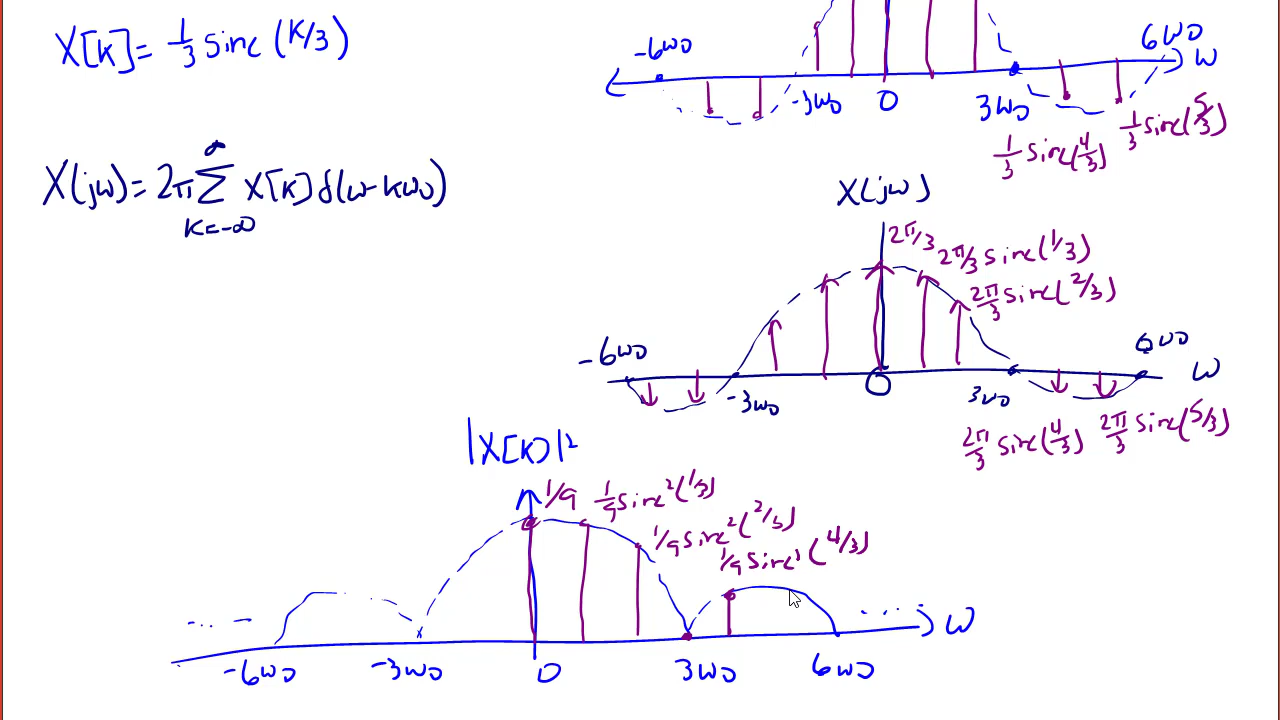 X[K] = 1/3 sinc (K/3)
-6ω0 -3ω0 0 3ω0 6ω0 ω
1/3 sinc(4/3) 1/3 sinc(5/3)
X(jω) = 2π ∑ X[K] δ(ω-Kω0)
∞
K=-∞
X(jω)
2π/3 2π/3 sinc(1/3)
2π/3 sinc(2/3)
-6ω0 -3ω0 0 3ω0 6ω0 ω
2π/3 sinc(4/3) 2π/3 sinc(5/3)
|X[K]|²
1/9 1/9 sinc²(1/3)
1/9 sinc²(2/3)
1/9 sinc²(4/3)
... ... ω
-6ω0 -3ω0 0 3ω0 6ω0